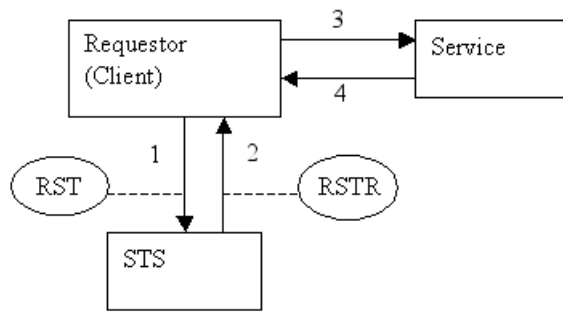 3
Requestor
(Client)
Service
4
1
2
RST
RSTR
STS